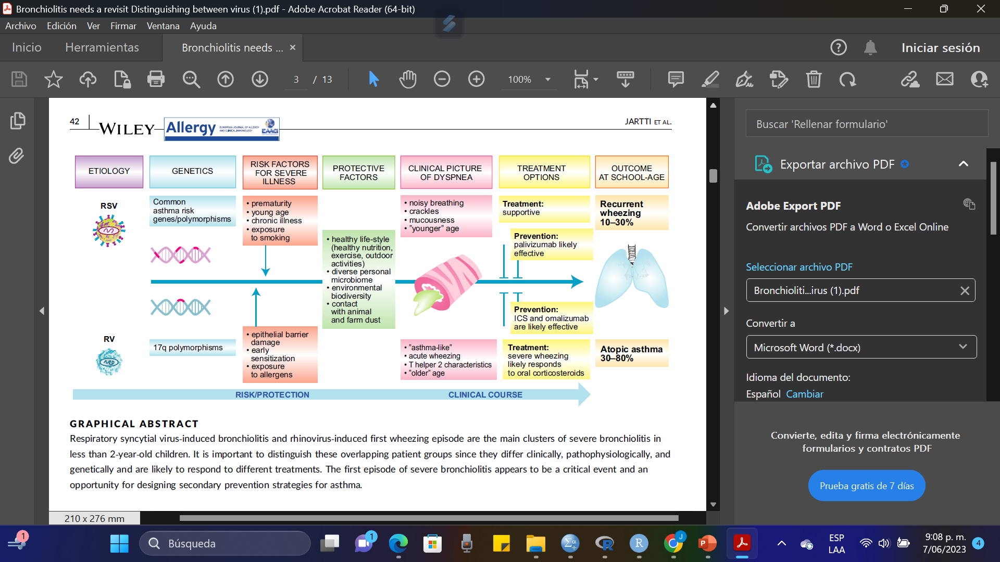 Bronchiolitis needs a revisit Distinguishing between virus (1).pdf - Adobe Acrobat Reader (64-bit)
Archivo Edición Ver Firmar Ventana Ayuda
Inicio Herramientas Bronchiolitis needs ... × Iniciar sesión
3 / 13 100%
42 WILEY Allergy EUROPEAN JOURNAL OF ALLERGY AND CLINICAL IMMUNOLOGY EAACI JARTTI ET AL.
ETIOLOGY
GENETICS
RISK FACTORS
FOR SEVERE
ILLNESS
PROTECTIVE
FACTORS
CLINICAL PICTURE
OF DYSPNEA
TREATMENT
OPTIONS
OUTCOME
AT SCHOOL-AGE
RSV
Common
asthma risk
genes/polymorphisms
• prematurity
• young age
• chronic illness
• exposure
to smoking
• healthy life-style
(healthy nutrition,
exercise, outdoor
activities)
• diverse personal
microbiome
• environmental
biodiversity
• contact
with animal
and farm dust
• noisy breathing
• crackles
• mucousness
• "younger" age
Treatment:
supportive
Prevention:
palivizumab likely
effective
Recurrent
wheezing
10–30%
RV
17q polymorphisms
• epithelial barrier
damage
• early
sensitization
• exposure
to allergens
• "asthma-like"
• acute wheezing
• T helper 2 characteristics
• "older" age
Prevention:
ICS and omalizumab
are likely effective
Treatment:
severe wheezing
likely responds
to oral corticosteroids
Atopic asthma
30–80%
RISK/PROTECTION CLINICAL COURSE
GRAPHICAL ABSTRACT
Respiratory syncytial virus-induced bronchiolitis and rhinovirus-induced first wheezing episode are the main clusters of severe bronchiolitis in
less than 2-year-old children. It is important to distinguish these overlapping patient groups since they differ clinically, pathophysiologically, and
genetically and are likely to respond to different treatments. The first episode of severe bronchiolitis appears to be a critical event and an
opportunity for designing secondary prevention strategies for asthma.
210 x 276 mm
Buscar 'Rellenar formulario'
Exportar archivo PDF
Adobe Export PDF
Convertir archivos PDF a Word o Excel Online
Seleccionar archivo PDF
Bronchioliti...irus (1).pdf
Convertir a
Microsoft Word (*.docx)
Idioma del documento:
Español Cambiar
Convierte, edita y firma electrónicamente
formularios y contratos PDF
Prueba gratis de 7 días
1
Búsqueda
1
J
ESP
LAA
9:08 p. m.
7/06/2023
4